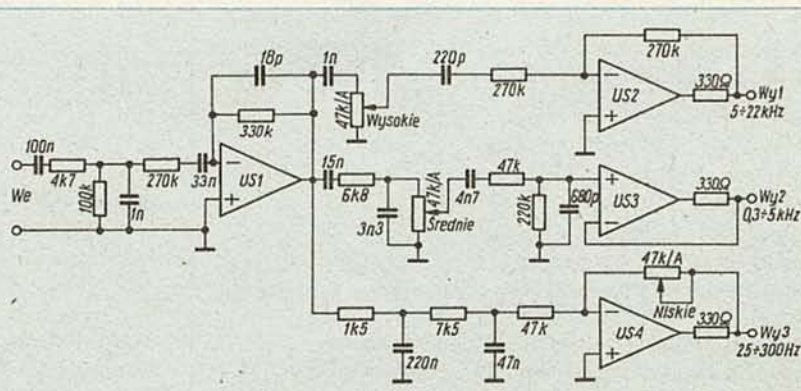 18p
1n
220p
270k
270k
330Ω
Wy1
5÷22kHz
47k/A
Wysokie
US2
330k
100n
4k7
270k
33n
We
100k
1n
US1
15n
6k8
47k/A
4n7
47k
330Ω
Wy2
0,3÷5kHz
3n3
Średnie
220k
680p
US3
47k/A
Niskie
1k5
7k5
47k
330Ω
Wy3
25÷300Hz
220n
47n
US4